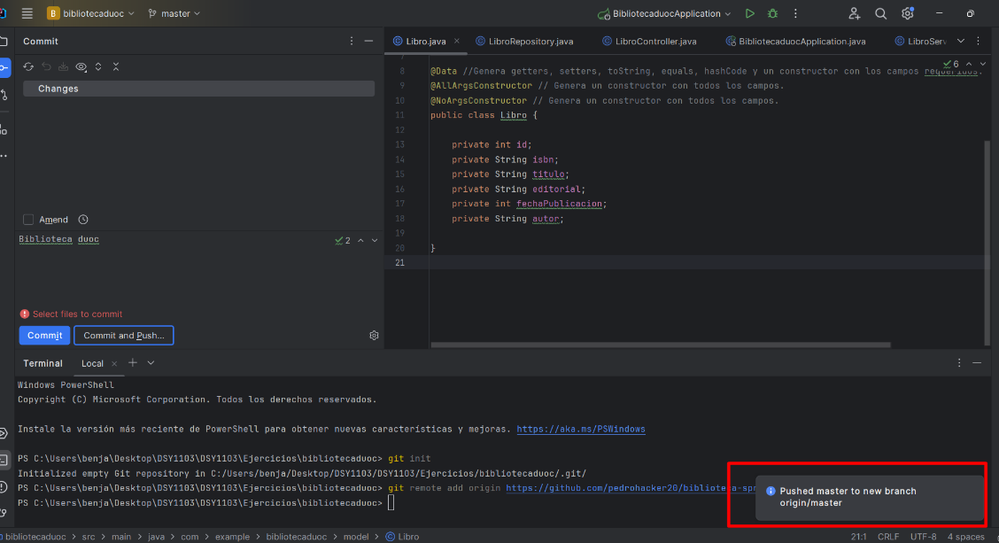 B bibliotecaduoc master BibliotecaduocApplication
Commit
Changes
Amend
Biblioteca duoc
2
Select files to commit
Commit Commit and Push...
Libro.java LibroRepository.java LibroController.java BibliotecaduocApplication.java LibroServ
6
7
8 @Data //Genera getters, setters, toString, equals, hashCode y un constructor con los campos requeridos.
9 @AllArgsConstructor // Genera un constructor con todos los campos.
10 @NoArgsConstructor // Genera un constructor con todos los campos.
11 public class Libro {
12
13 private int id;
14 private String isbn;
15 private String titulo;
16 private String editorial;
17 private int fechaPublicacion;
18 private String autor;
19
20 }
21
Terminal Local
Windows PowerShell
Copyright (C) Microsoft Corporation. Todos los derechos reservados.
Instale la versión más reciente de PowerShell para obtener nuevas características y mejoras. https://aka.ms/PSWindows
PS C:\Users\benja\Desktop\DSY1103\DSY1103\Ejercicios\bibliotecaduoc> git init
Initialized empty Git repository in C:/Users/benja/Desktop/DSY1103/DSY1103/Ejercicios/bibliotecaduoc/.git/
PS C:\Users\benja\Desktop\DSY1103\DSY1103\Ejercicios\bibliotecaduoc> git remote add origin https://github.com/pedrohacker20/biblioteca-spr
PS C:\Users\benja\Desktop\DSY1103\DSY1103\Ejercicios\bibliotecaduoc>
Pushed master to new branch
origin/master
bibliotecaduoc > src > main > java > com > example > bibliotecaduoc > model > Libro 21:1 CRLF UTF-8 4 spaces